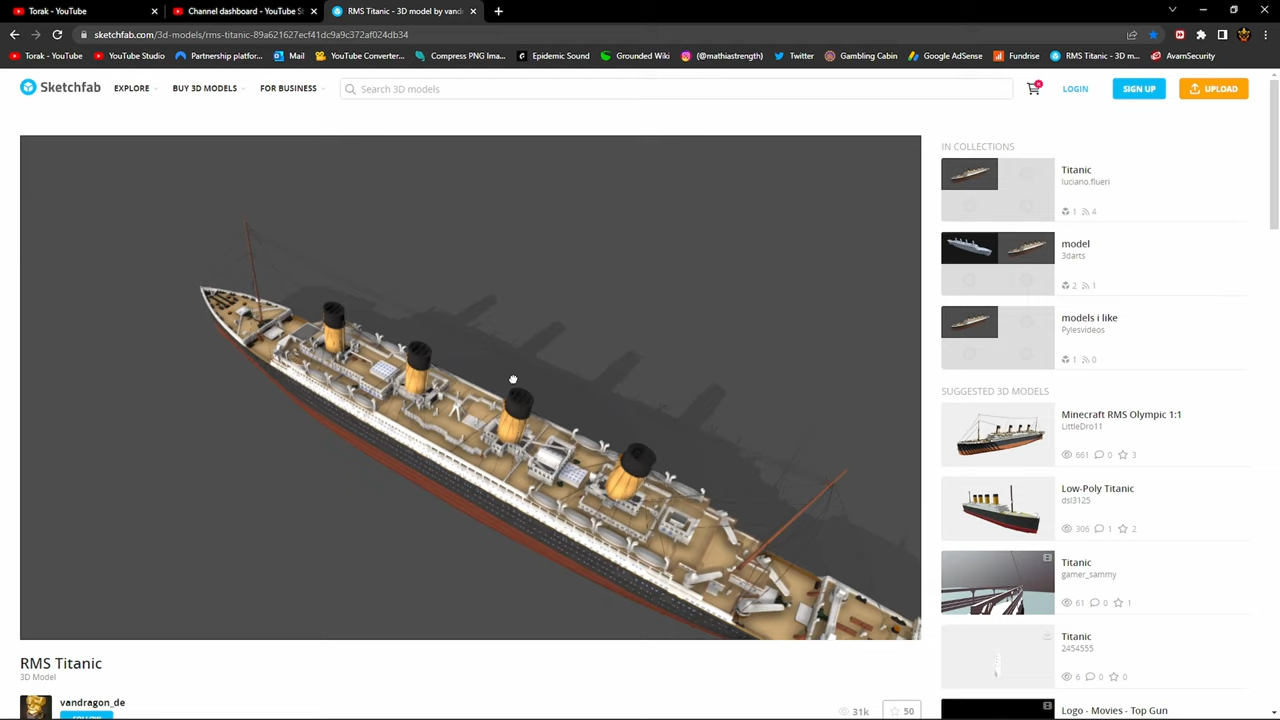 Torak - YouTube
Channel dashboard - YouTube St
RMS Titanic - 3D model by vand
sketchfab.com/3d-models/rms-titanic-89a621627ecf41dc9a9c372af024db34
Torak - YouTube
YouTube Studio
Partnership platfor...
Mail
YouTube Converter...
Compress PNG Ima...
Epidemic Sound
Grounded Wiki
(@mathiastrength)
Twitter
Gambling Cabin
Google AdSense
Fundrise
RMS Titanic - 3D m...
AvarnSecurity
Sketchfab
EXPLORE
BUY 3D MODELS
FOR BUSINESS
Search 3D models
LOGIN
SIGN UP
UPLOAD
IN COLLECTIONS
Titanic
luciano.flueri
1 4
model
3darts
2 1
models i like
Pylesvideos
1 0
SUGGESTED 3D MODELS
Minecraft RMS Olympic 1:1
LittleDro11
661 0 3
Low-Poly Titanic
dsl3125
306 1 2
Titanic
gamer_sammy
61 0 1
Titanic
2454555
6 0 0
Logo - Movies - Top Gun
RMS Titanic
3D Model
vandragon_de
FOLLOW
31k
50